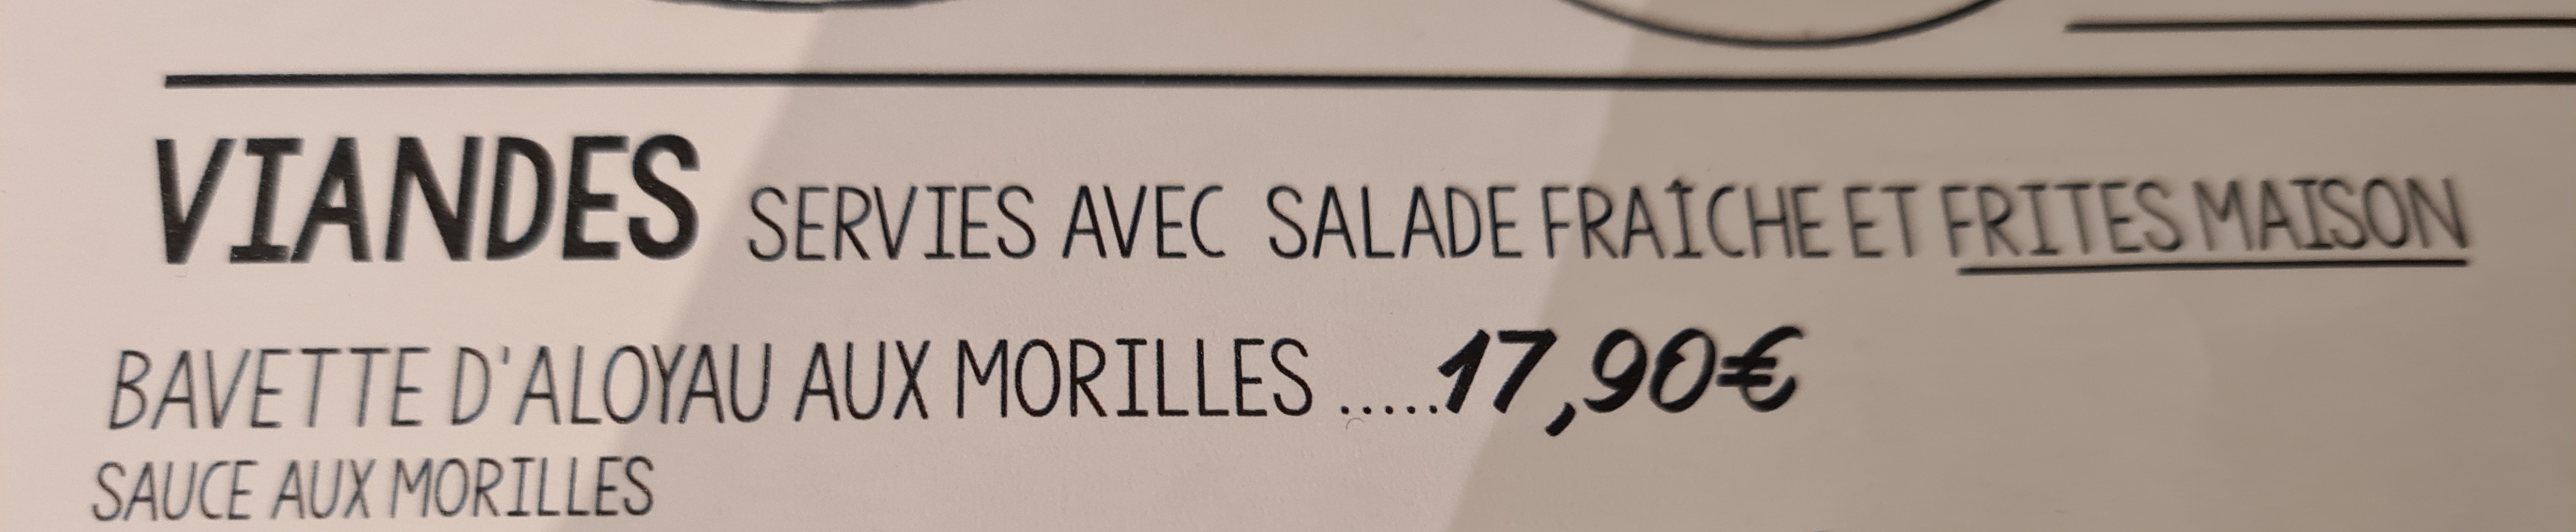 VIANDES SERVIES AVEC SALADE FRAÎCHE ET FRITES MAISON
BAVETTE D'ALOYAU AUX MORILLES .....17,90€
SAUCE AUX MORILLES